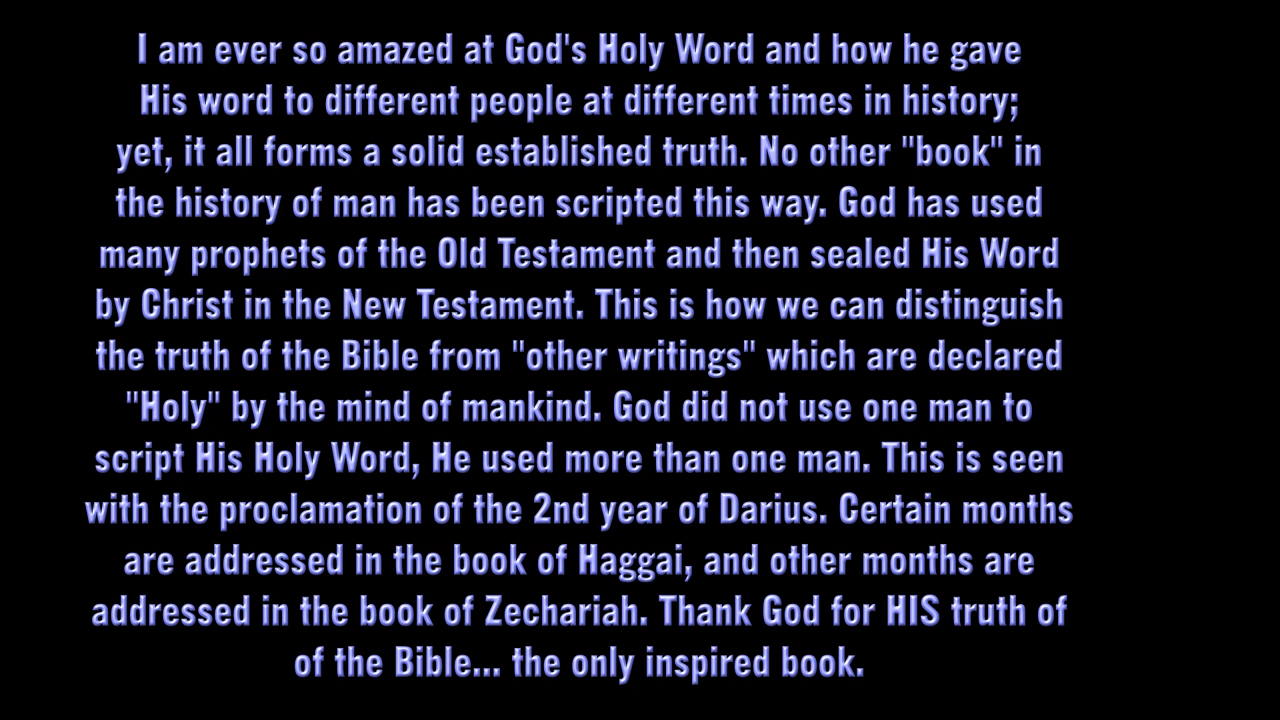 I am ever so amazed at God's Holy Word and how he gave
His word to different people at different times in history;
yet, it all forms a solid established truth. No other "book" in
the history of man has been scripted this way. God has used
many prophets of the Old Testament and then sealed His Word
by Christ in the New Testament. This is how we can distinguish
the truth of the Bible from "other writings" which are declared
"Holy" by the mind of mankind. God did not use one man to
script His Holy Word, He used more than one man. This is seen
with the proclamation of the 2nd year of Darius. Certain months
are addressed in the book of Haggai, and other months are
addressed in the book of Zechariah. Thank God for HIS truth of
of the Bible... the only inspired book.